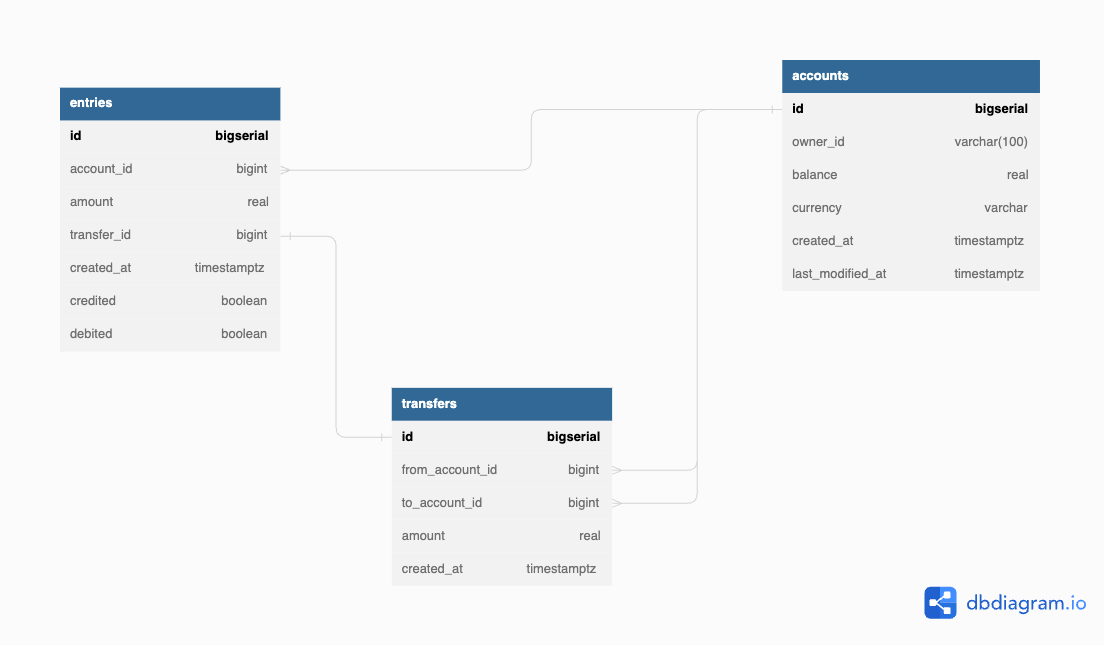 entries
id bigserial
account_id bigint
amount real
transfer_id bigint
created_at timestamptz
credited boolean
debited boolean
accounts
id bigserial
owner_id varchar(100)
balance real
currency varchar
created_at timestamptz
last_modified_at timestamptz
transfers
id bigserial
from_account_id bigint
to_account_id bigint
amount real
created_at timestamptz
dbdiagram.io